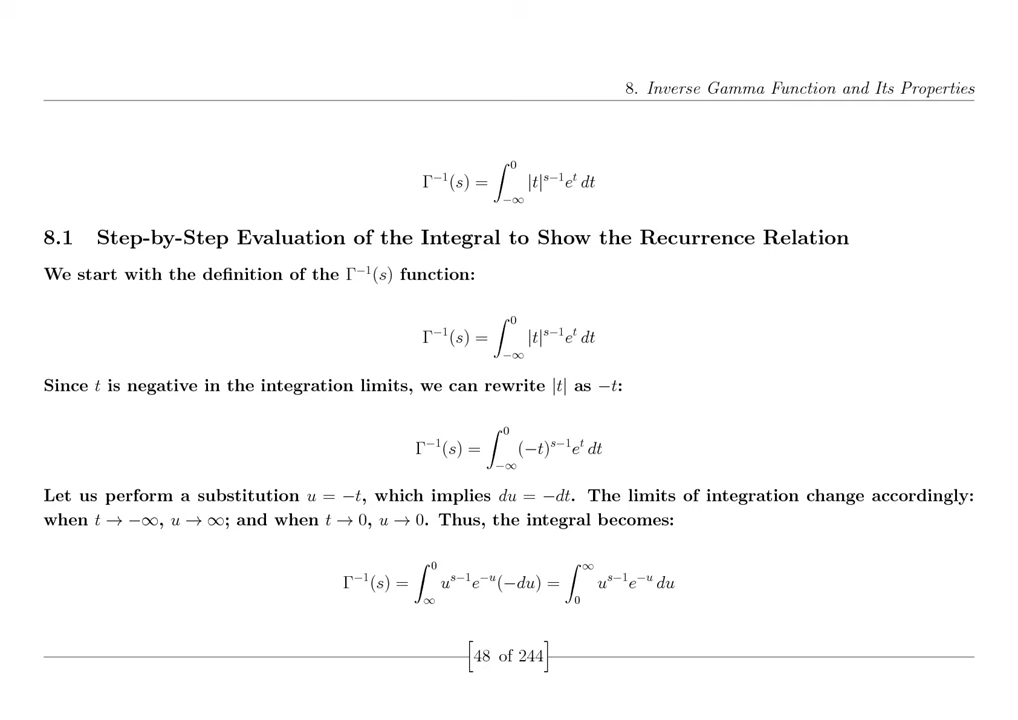 8. Inverse Gamma Function and Its Properties
Γ⁻¹(s) = ∫_{−∞}^{0} |t|^{s−1} e^t dt
8.1 Step-by-Step Evaluation of the Integral to Show the Recurrence Relation
We start with the definition of the Γ⁻¹(s) function:
Γ⁻¹(s) = ∫_{−∞}^{0} |t|^{s−1} e^t dt
Since t is negative in the integration limits, we can rewrite |t| as −t:
Γ⁻¹(s) = ∫_{−∞}^{0} (−t)^{s−1} e^t dt
Let us perform a substitution u = −t, which implies du = −dt. The limits of integration change accordingly:
when t → −∞, u → ∞; and when t → 0, u → 0. Thus, the integral becomes:
Γ⁻¹(s) = ∫_{∞}^{0} u^{s−1} e^{−u} (−du) = ∫_{0}^{∞} u^{s−1} e^{−u} du
[48 of 244]